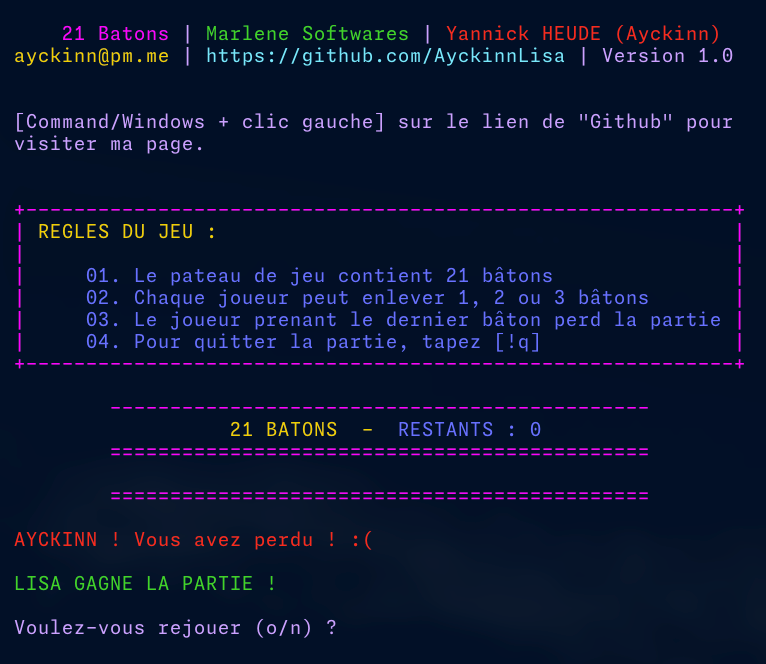 21 Batons | Marlene Softwares | Yannick HEUDE (Ayckinn)
ayckinn@pm.me | https://github.com/AyckinnLisa | Version 1.0
[Command/Windows + clic gauche] sur le lien de "Github" pour
visiter ma page.
REGLES DU JEU :
01. Le pateau de jeu contient 21 bâtons
02. Chaque joueur peut enlever 1, 2 ou 3 bâtons
03. Le joueur prenant le dernier bâton perd la partie
04. Pour quitter la partie, tapez [!q]
21 BATONS - RESTANTS : 0
AYCKINN ! Vous avez perdu ! :(
LISA GAGNE LA PARTIE !
Voulez-vous rejouer (o/n) ?